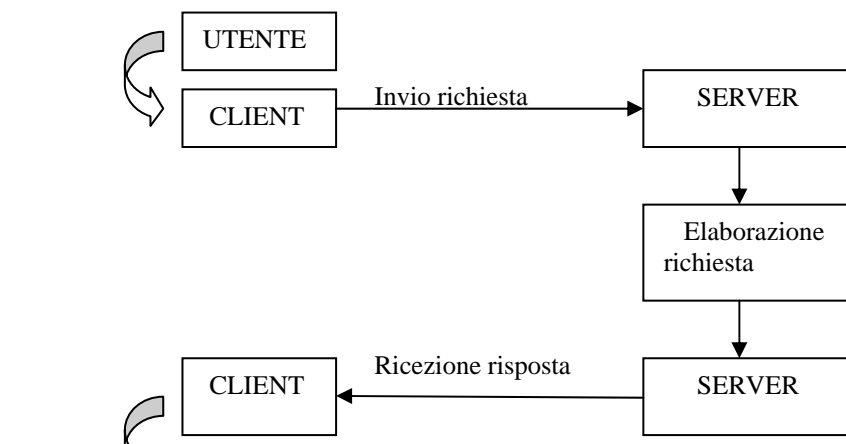 UTENTE
CLIENT
Invio richiesta
SERVER
Elaborazione
richiesta
CLIENT
Ricezione risposta
SERVER